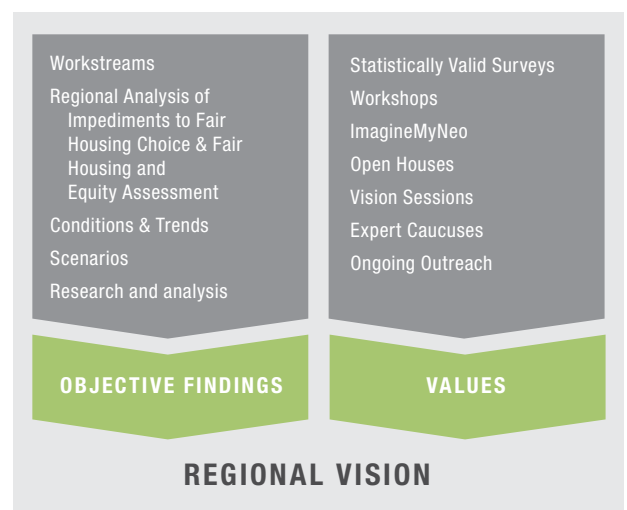 Workstreams
Regional Analysis of
Impediments to Fair
Housing Choice & Fair
Housing and
Equity Assessment
Conditions & Trends
Scenarios
Research and analysis
OBJECTIVE FINDINGS
Statistically Valid Surveys
Workshops
ImagineMyNeo
Open Houses
Vision Sessions
Expert Caucuses
Ongoing Outreach
VALUES
REGIONAL VISION